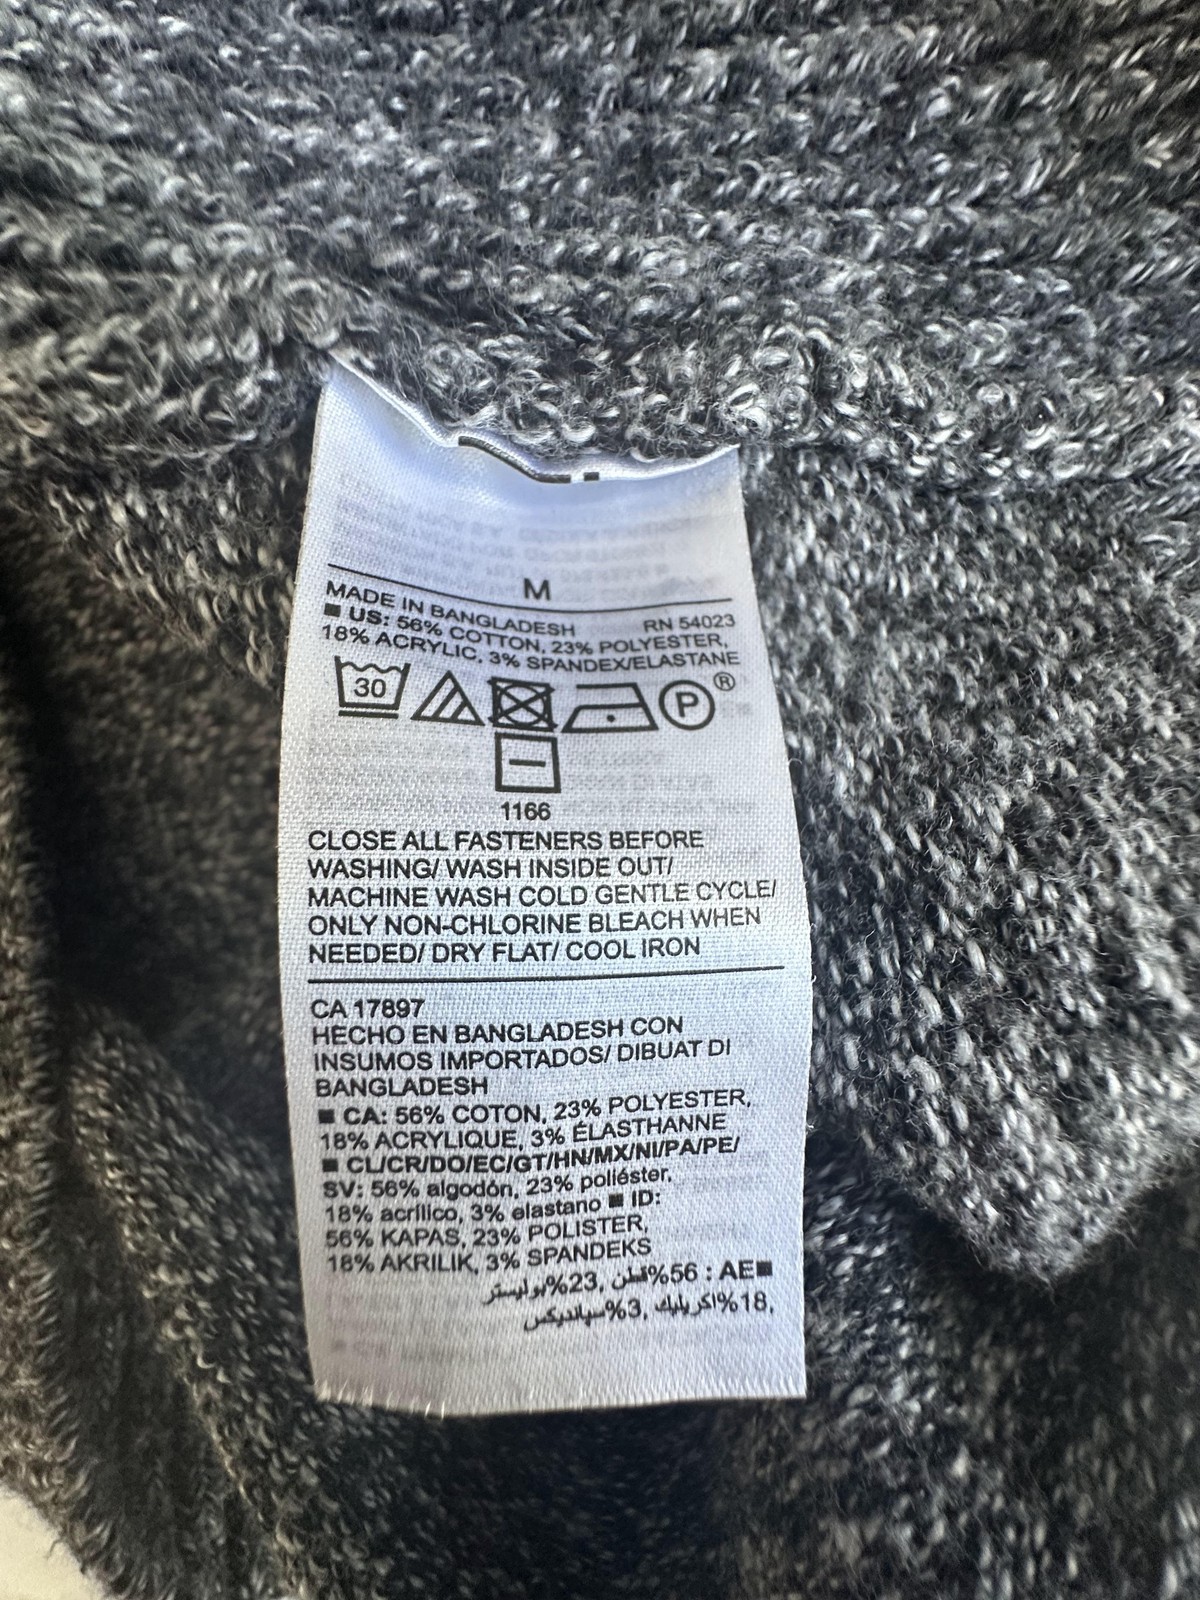 M
MADE IN BANGLADESH RN 54023
■ US: 56% COTTON, 23% POLYESTER,
18% ACRYLIC, 3% SPANDEX/ELASTANE
30 P ®
1166
CLOSE ALL FASTENERS BEFORE
WASHING/ WASH INSIDE OUT/
MACHINE WASH COLD GENTLE CYCLE/
ONLY NON-CHLORINE BLEACH WHEN
NEEDED/ DRY FLAT/ COOL IRON
CA 17897
HECHO EN BANGLADESH CON
INSUMOS IMPORTADOS/ DIBUAT DI
BANGLADESH
■ CA: 56% COTON, 23% POLYESTER,
18% ACRYLIQUE, 3% ÉLASTHANNE
■ CL/CR/DO/EC/GT/HN/MX/NI/PA/PE/
SV: 56% algodón, 23% poliéster,
18% acrílico, 3% elastano ■ ID:
56% KAPAS, 23% POLISTER,
18% AKRILIK, 3% SPANDEKS
■AE : 56%قطن, 23%بوليستر
,18%اكريليك, 3%سپانديكس